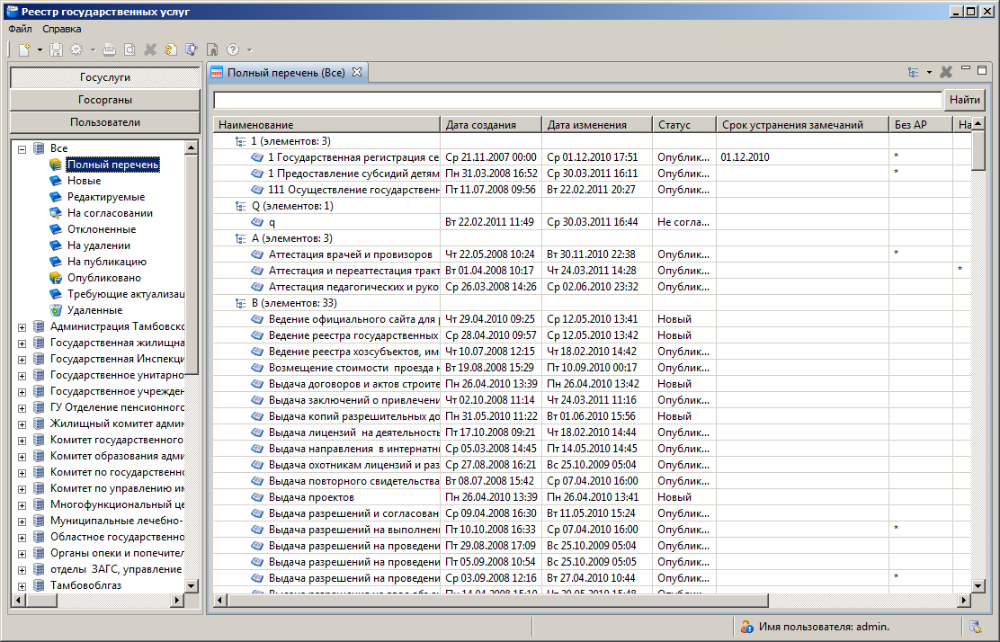 Реестр государственных услуг
Файл Справка
Госуслуги
Госорганы
Пользователи
Все
Полный перечень
Новые
Редактируемые
На согласовании
Отклоненные
На удалении
На публикацию
Опубликовано
Требующие актуализац
Удаленные
Администрация Тамбовско
Государственная жилищна
Государственная Инспекци
Государственное унитарно
Государственное учрежден
ГУ Отделение пенсионного
Жилищный комитет админ
Комитет государственного
Комитет образования адми
Комитет по государственно
Комитет по управлению им
Многофункциональный це
Муниципальные лечебно-
Областное государственно
Органы опеки и попечител
отделы ЗАГС, управление
Тамбовоблгаз
Полный перечень (Все)
Найти
Наименование Дата создания Дата изменения Статус Срок устранения замечаний Без АР На
1 (элементов: 3)
1 Государственная регистрация се Ср 21.11.2007 00:00 Ср 01.12.2010 17:51 Опублик... 01.12.2010 *
1 Предоставление субсидий детям Пн 31.03.2008 16:52 Ср 30.03.2011 16:11 Опублик... *
111 Осуществление государственн Пт 11.07.2008 09:56 Вт 22.02.2011 20:27 Опублик...
Q (элементов: 1)
q Вт 22.02.2011 11:49 Ср 30.03.2011 16:44 Не согла...
А (элементов: 3)
Аттестация врачей и провизоров Чт 22.05.2008 10:24 Вт 30.11.2010 22:38 Опублик... *
Аттестация и переаттестация тракт Вт 01.04.2008 10:17 Чт 24.03.2011 14:28 Опублик... *
Аттестация педагогических и руко Ср 26.03.2008 14:26 Ср 02.06.2010 23:32 Опублик...
В (элементов: 33)
Ведение официального сайта для Чт 29.04.2010 09:25 Ср 12.05.2010 13:41 Новый
Ведение реестра государственных Ср 28.04.2010 09:57 Ср 12.05.2010 13:42 Новый
Ведение реестра хозсубъектов, им Чт 10.07.2008 12:15 Чт 18.02.2010 14:42 Опублик...
Возмещение стоимости проезда н Вт 19.08.2008 15:29 Пт 10.09.2010 00:17 Опублик...
Выдача договоров и актов строите Пн 26.04.2010 13:39 Пн 26.04.2010 13:42 Новый
Выдача заключений о привлечени Чт 02.10.2008 11:14 Чт 24.03.2011 11:16 Опублик...
Выдача копий разрешительных до Пн 31.05.2010 11:22 Вт 01.06.2010 15:56 Новый
Выдача лицензий на деятельность Пт 17.10.2008 09:21 Чт 18.02.2010 14:44 Опублик...
Выдача направления в интернатн Ср 05.03.2008 14:45 Пт 14.05.2010 14:45 Опублик...
Выдача охотникам лицензий и раз Ср 27.08.2008 16:21 Вс 25.10.2009 05:04 Опублик...
Выдача повторного свидетельства Вт 08.07.2008 15:42 Ср 07.04.2010 16:00 Опублик...
Выдача проектов Пн 26.04.2010 13:39 Пн 26.04.2010 13:41 Новый
Выдача разрешений и согласован Ср 09.04.2008 16:30 Вт 11.05.2010 15:24 Опублик...
Выдача разрешений на выполнен Пт 10.10.2008 16:33 Ср 07.04.2010 16:00 Опублик... *
Выдача разрешений на проведени Пт 29.08.2008 17:09 Вс 25.10.2009 05:04 Опублик...
Выдача разрешений на проведени Пт 05.09.2008 10:54 Вс 25.10.2009 05:05 Опублик...
Выдача разрешений на проведени Ср 03.09.2008 12:16 Вт 27.04.2010 10:44 Опублик... *
Имя пользователя: admin.